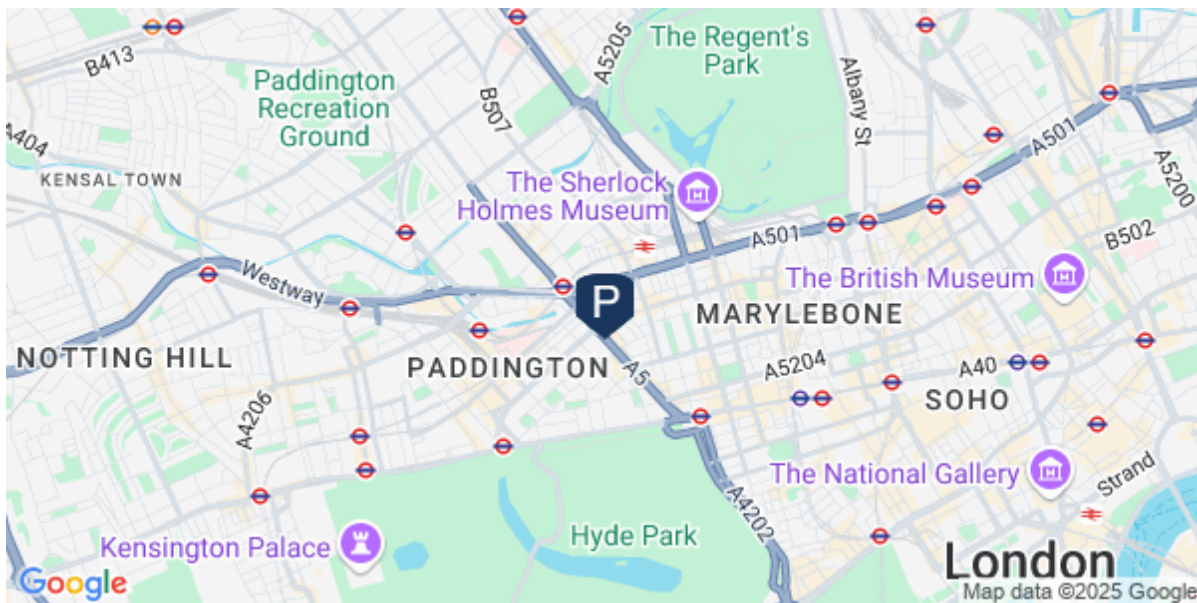 B413
A5205
The Regent's
Park
Paddington
Recreation
Ground
B507
Albany St
A501
A404
KENSAL TOWN
A5200
The Sherlock
Holmes Museum
A501
B502
Westway
The British Museum
P
MARYLEBONE
NOTTING HILL
PADDINGTON
A5
A5204
A40
SOHO
A4206
The National Gallery
Strand
A4202
Hyde Park
Kensington Palace
London
Google
Map data ©2025 Google